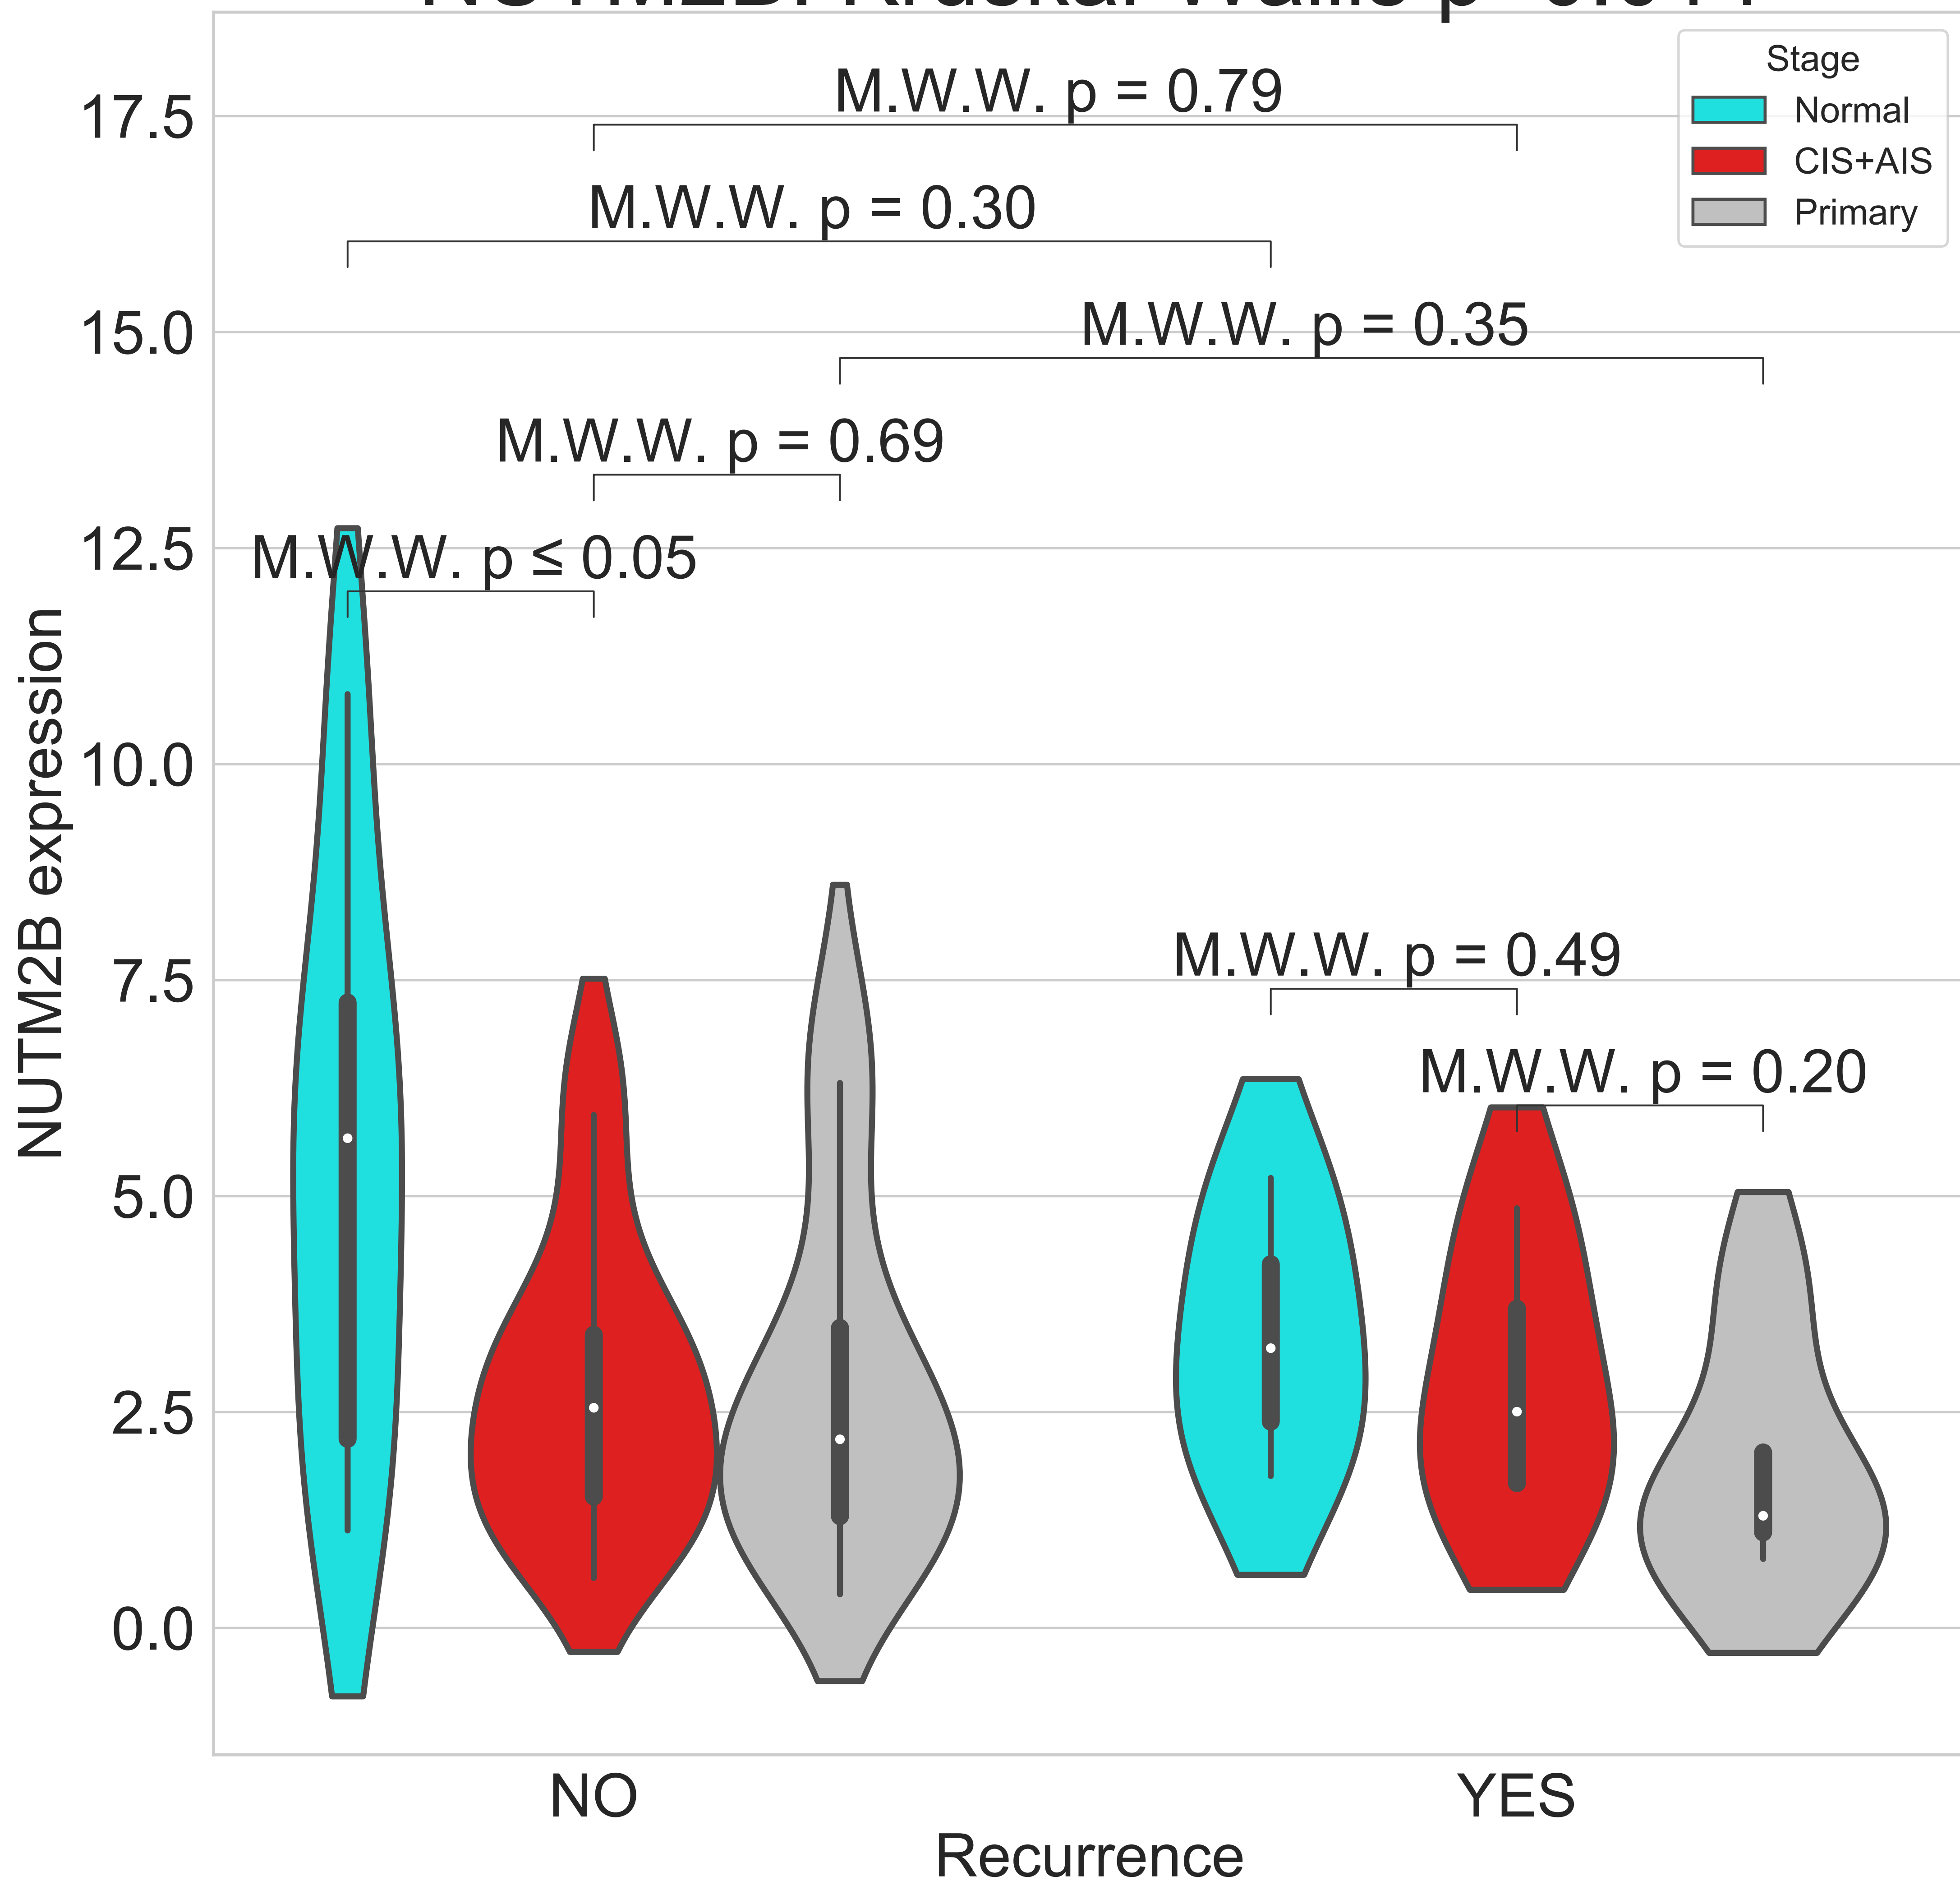 Stage
Normal
CIS+AIS
Primary
M.W.W. p = 0.79
M.W.W. p = 0.30
M.W.W. p = 0.35
M.W.W. p = 0.69
M.W.W. p ≤ 0.05
M.W.W. p = 0.49
M.W.W. p = 0.20
17.5
15.0
12.5
10.0
7.5
5.0
2.5
0.0
NUTM2B expression
NO
YES
Recurrence